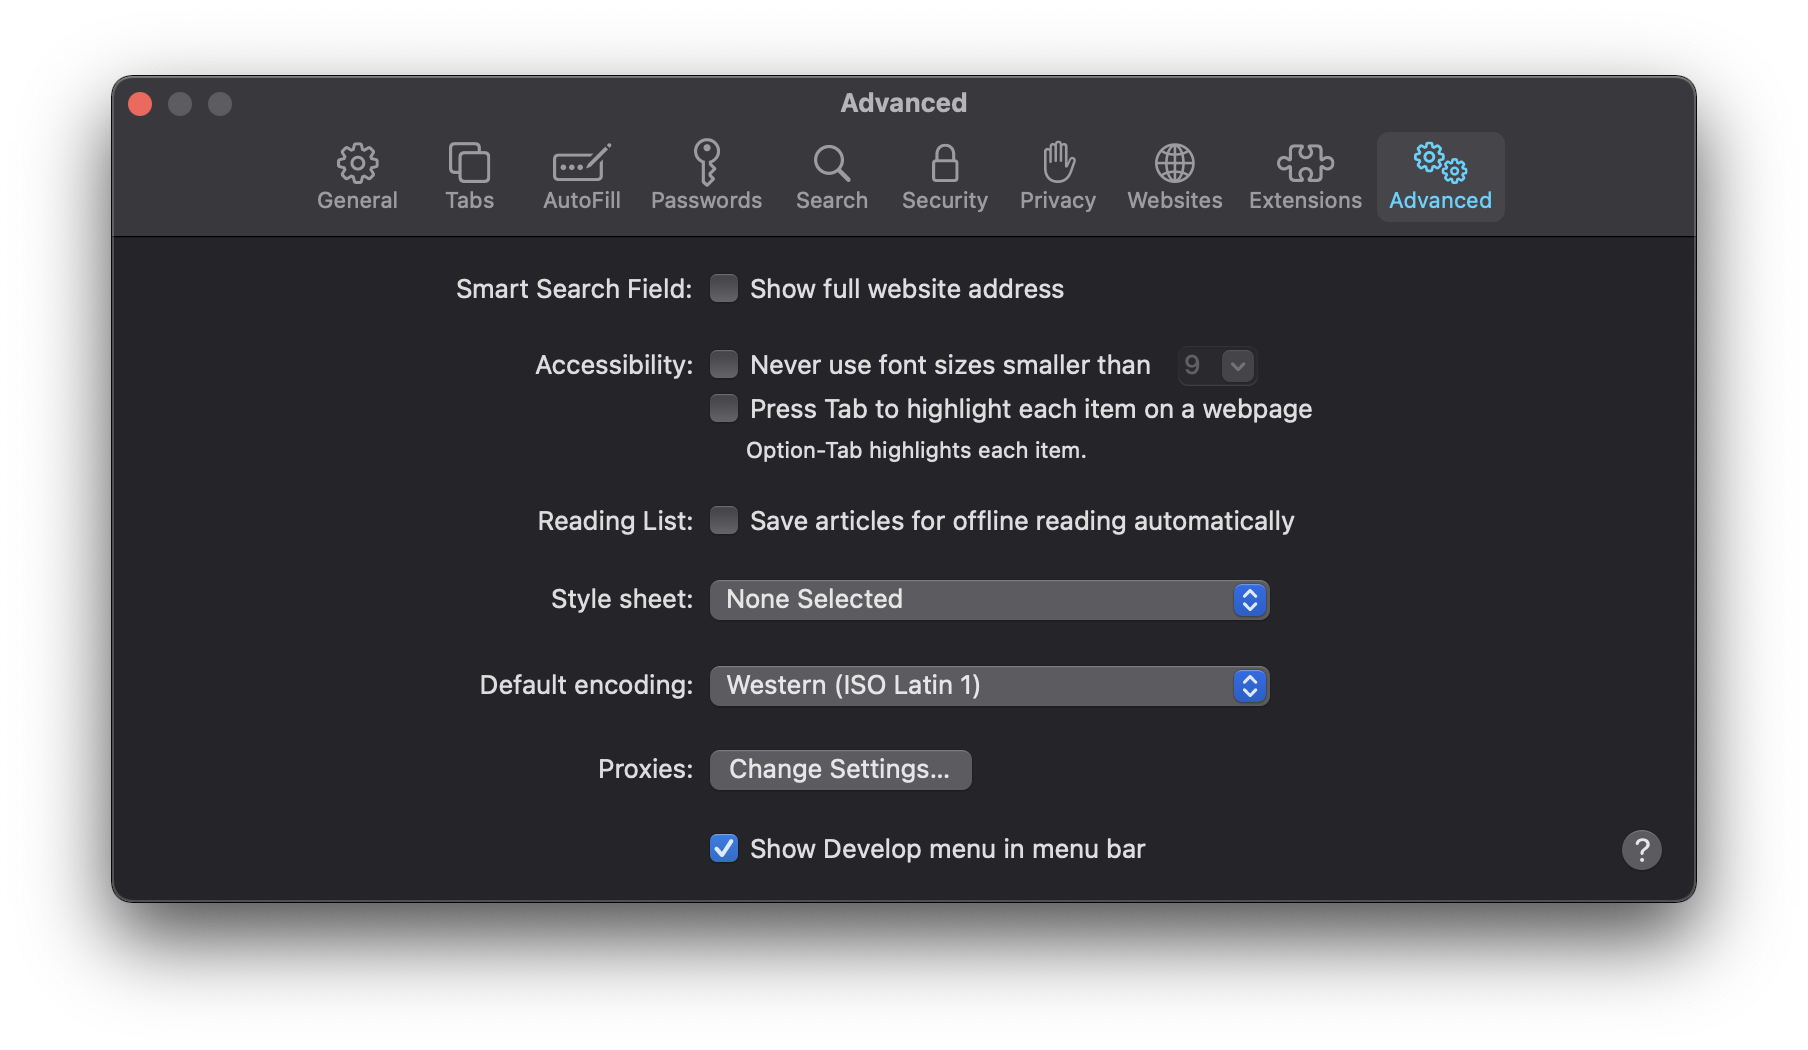 Advanced
General Tabs AutoFill Passwords Search Security Privacy Websites Extensions Advanced
Smart Search Field: Show full website address
Accessibility: Never use font sizes smaller than 9
Press Tab to highlight each item on a webpage
Option-Tab highlights each item.
Reading List: Save articles for offline reading automatically
Style sheet: None Selected
Default encoding: Western (ISO Latin 1)
Proxies: Change Settings...
Show Develop menu in menu bar
?